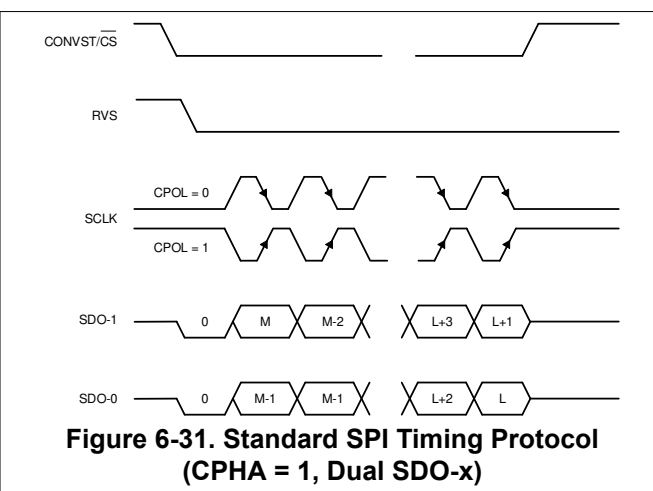 CONVST/CS
RVS
CPOL = 0
SCLK
CPOL = 1
SDO-1 0 M M-2 L+3 L+1
SDO-0 0 M-1 M-1 L+2 L
Figure 6-31. Standard SPI Timing Protocol
(CPHA = 1, Dual SDO-x)